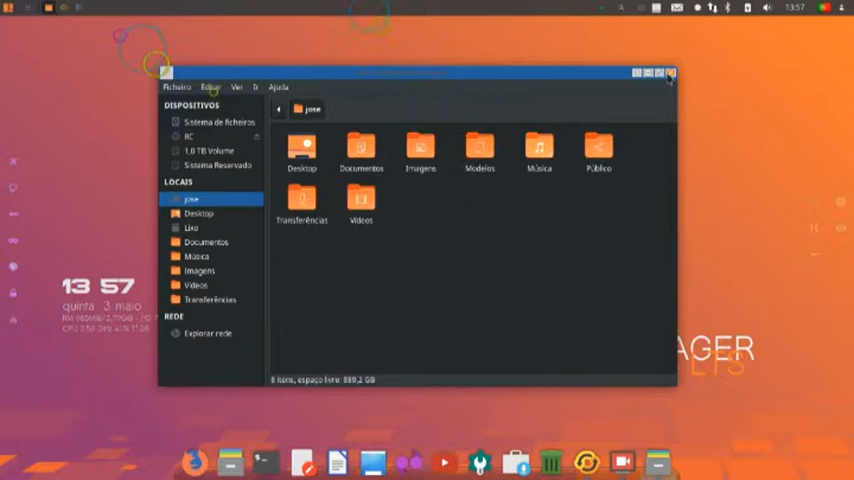 13:57
Ficheiro Editar Ver Ir Ajuda
DISPOSITIVOS
Sistema de ficheiros
RC
1,0 TB Volume
Sistema Reservado
LOCAIS
jose
Desktop
Lixo
Documentos
Música
Imagens
Vídeos
Transferências
REDE
Explorar rede
jose
Desktop Documentos Imagens Modelos Música Público
Transferências Vídeos
8 itens, espaço livre: 889,2 GB
13 57
quinta 3 maio
AGER
LTS